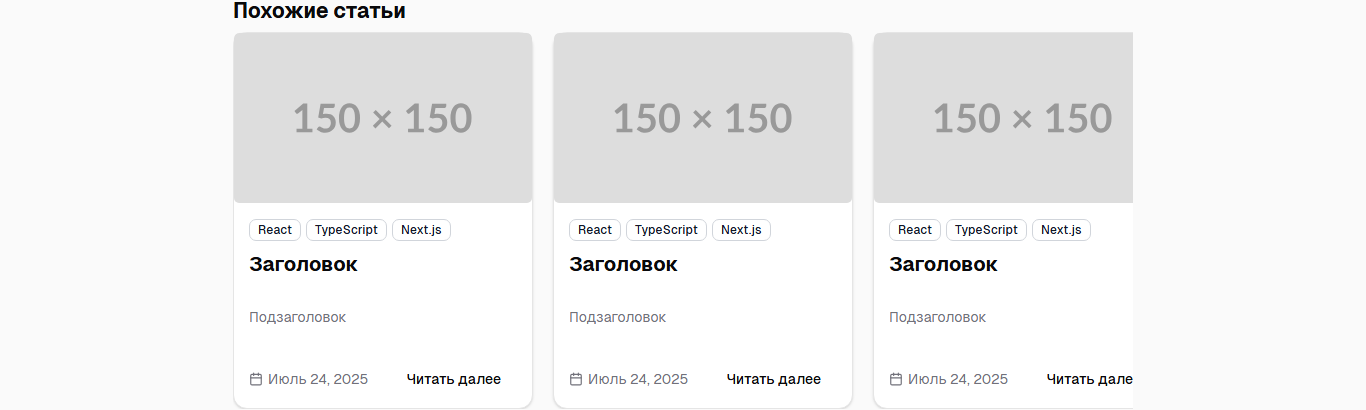 Похожие статьи
150 × 150 150 × 150 150 × 150
React TypeScript Next.js React TypeScript Next.js React TypeScript Next.js
Заголовок Заголовок Заголовок
Подзаголовок Подзаголовок Подзаголовок
Июль 24, 2025 Читать далее Июль 24, 2025 Читать далее Июль 24, 2025 Читать дале